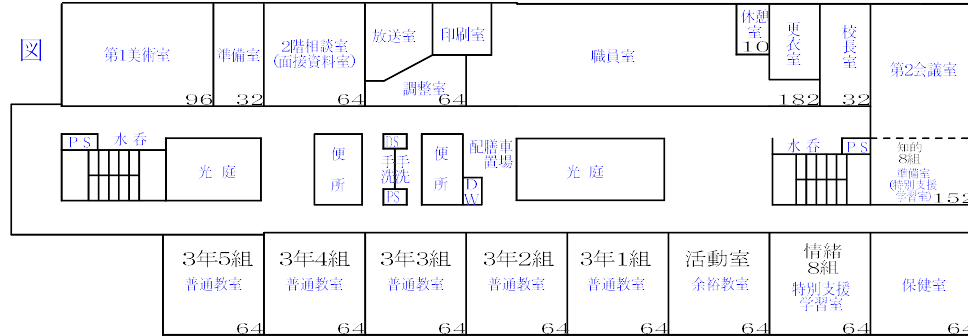 図
第1美術室
96
準備室
32
2階相談室
(面接資料室)
64
放送室
印刷室
調整室
64
職員室
休憩
室
10
更
衣
室
182
校
長
室
32
第2会議室
PS
水呑
光庭
便
所
DS
手洗
手洗
PS
便
所
配膳車
置場
DW
光庭
水呑
PS
知的
8組
準備室
(特別支援
学習室)
152
3年5組
普通教室
64
3年4組
普通教室
64
3年3組
普通教室
64
3年2組
普通教室
64
3年1組
普通教室
64
活動室
余裕教室
64
情緒
8組
特別支援
学習室
64
保健室
64